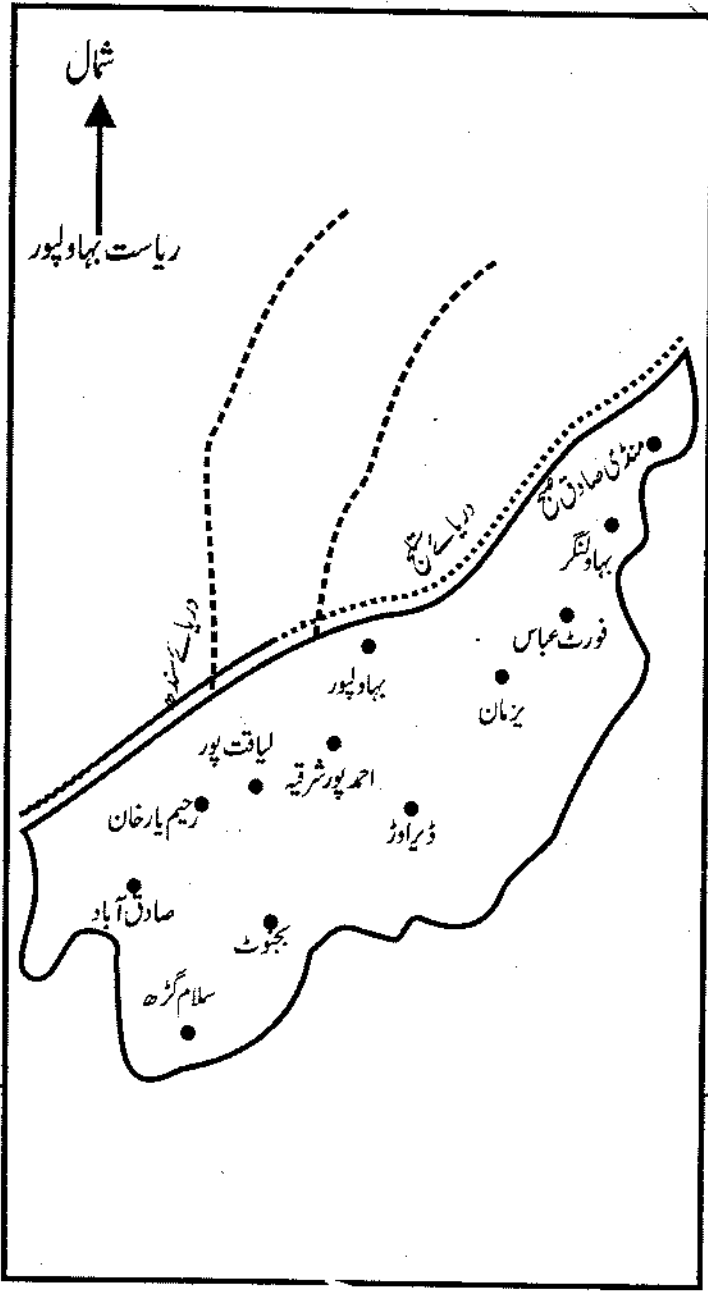 شمال
ریاست بہاولپور
منڈی صادق گنج
بہاولنگر
دریائے ستلج
فورٹ عباس
دریائے سندھ
بہاولپور
یزمان
لیاقت پور
احمد پور شرقیہ
رحیم یار خان
ڈیراوڑ
صادق آباد
بجنوٹ
سلام گڑھ